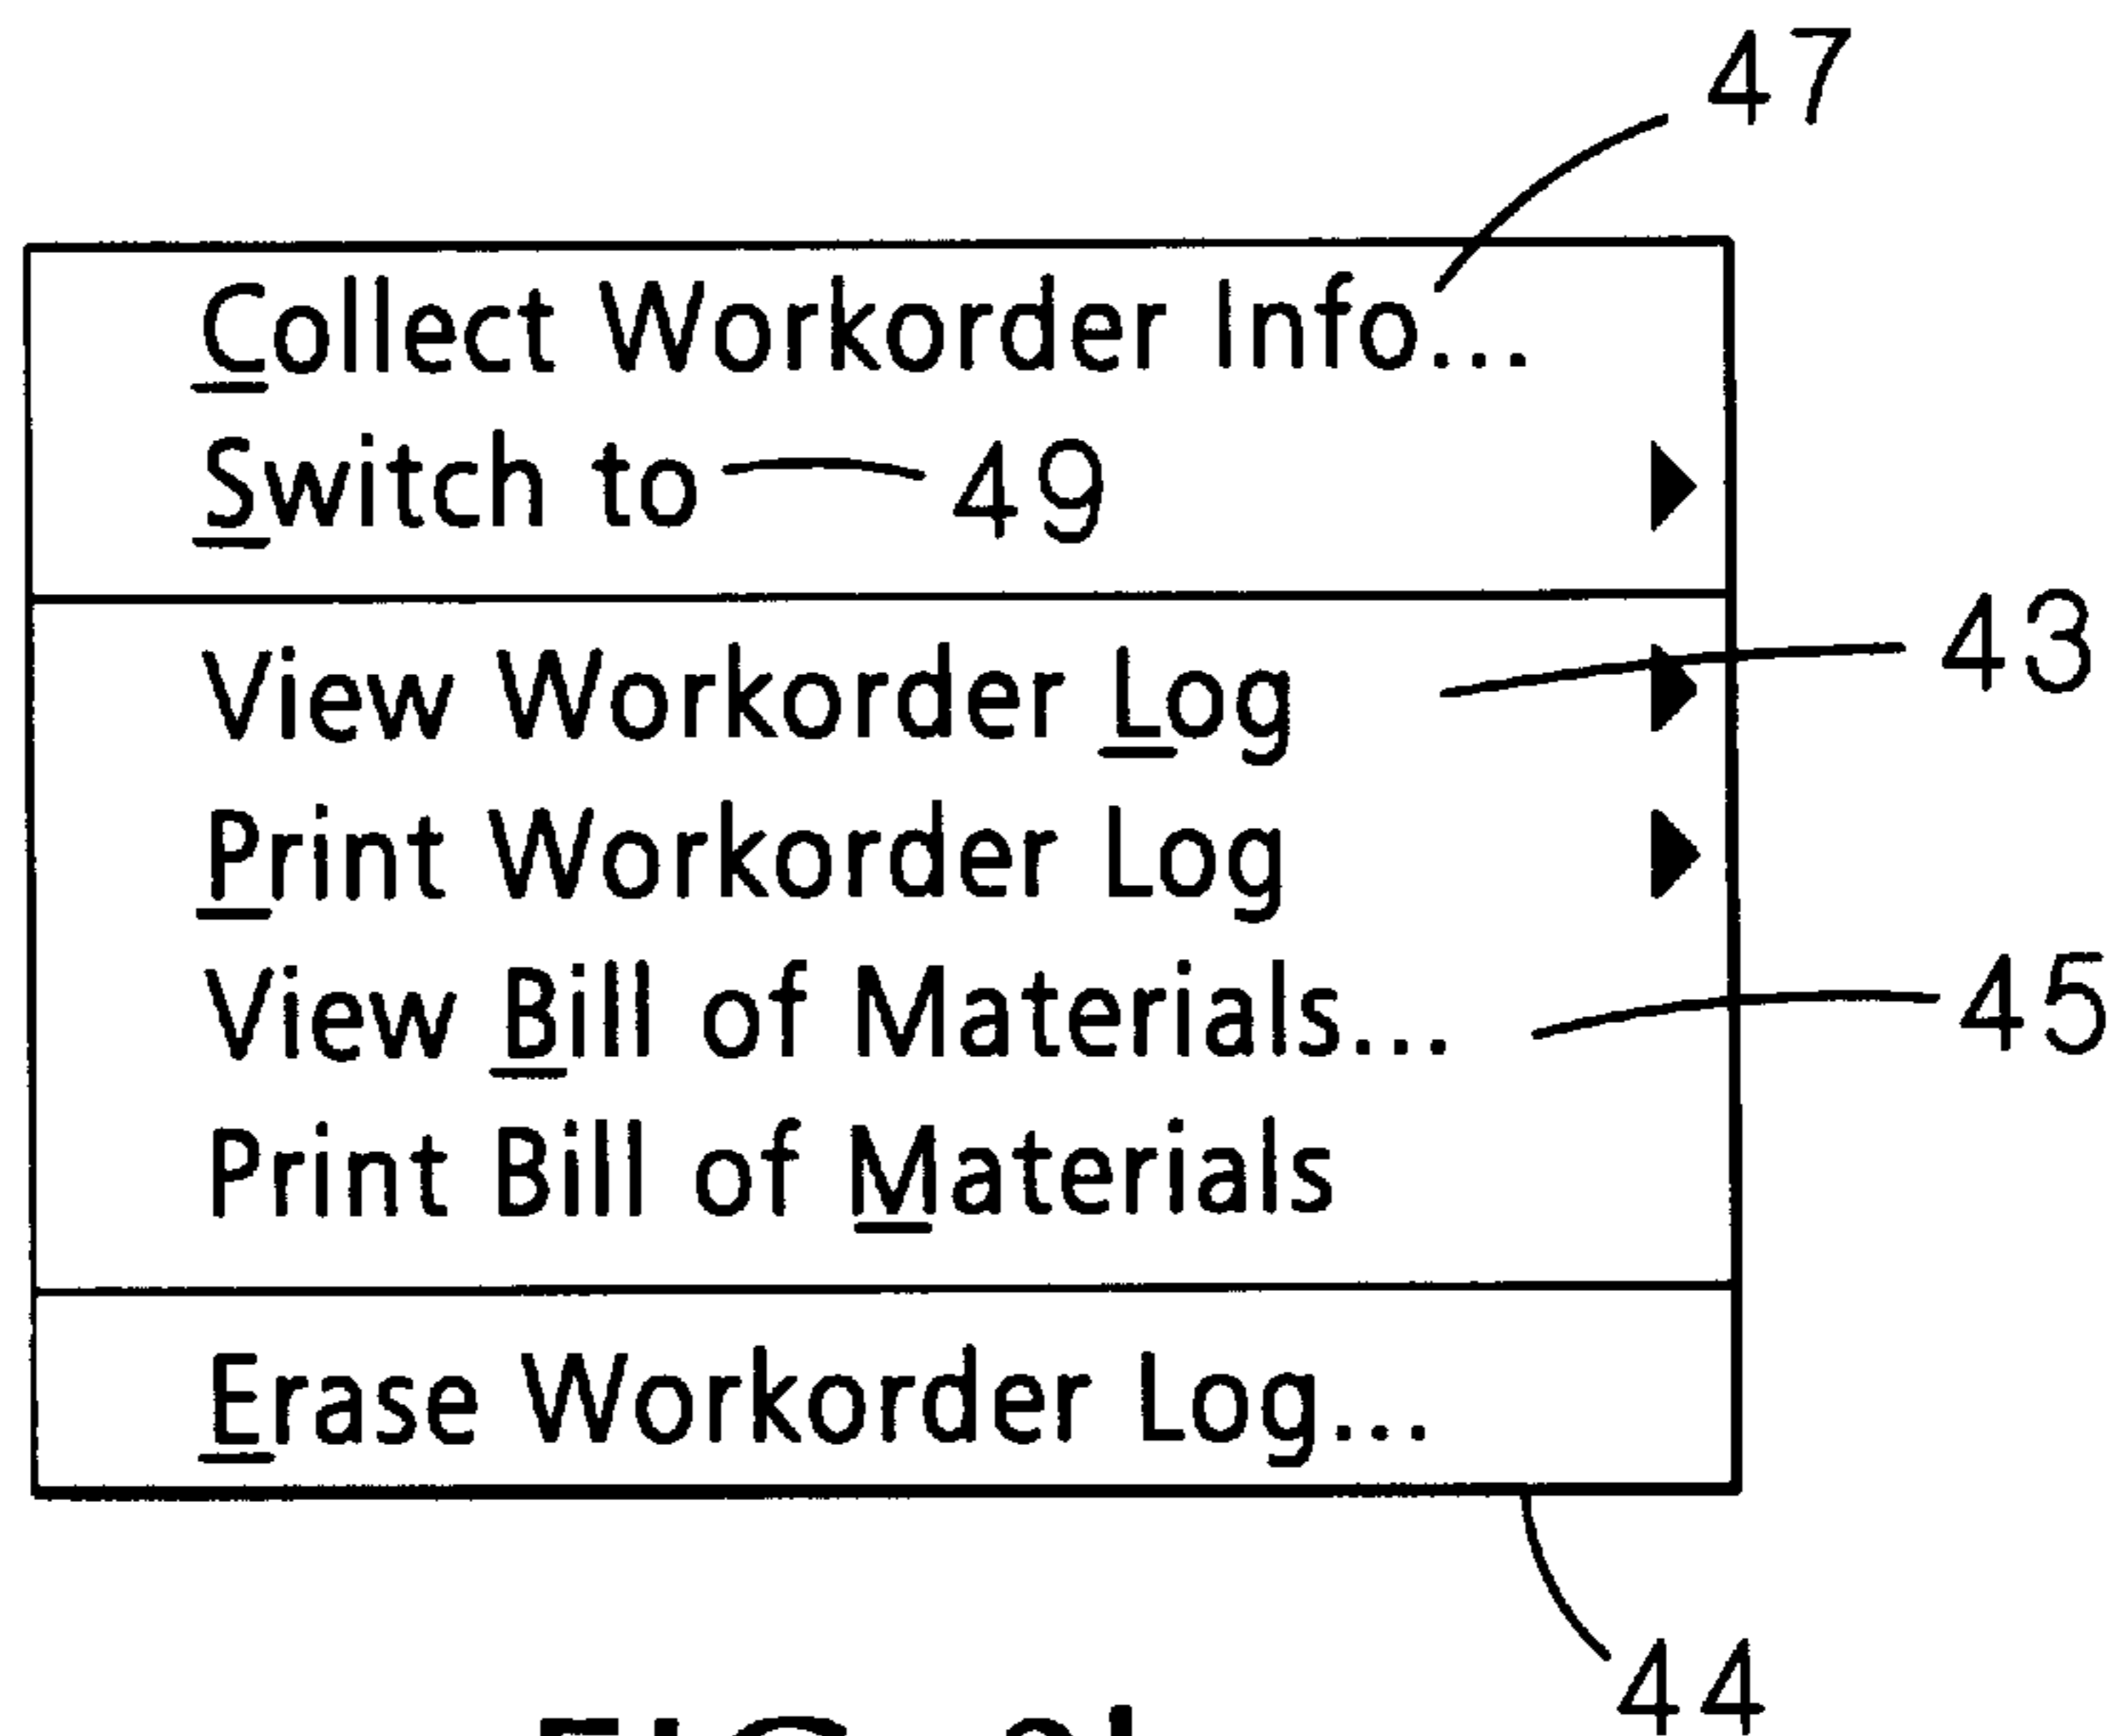 47
Collect Workorder Info...
Switch to 49
View Workorder Log 43
Print Workorder Log
View Bill of Materials... 45
Print Bill of Materials
Erase Workorder Log...
44